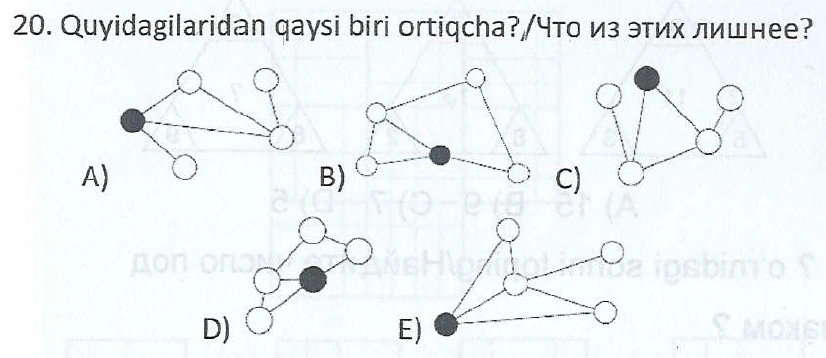 20. Quyidagilaridan qaysi biri ortiqcha?/Что из этих лишнее?
A) B) C)
D) E)